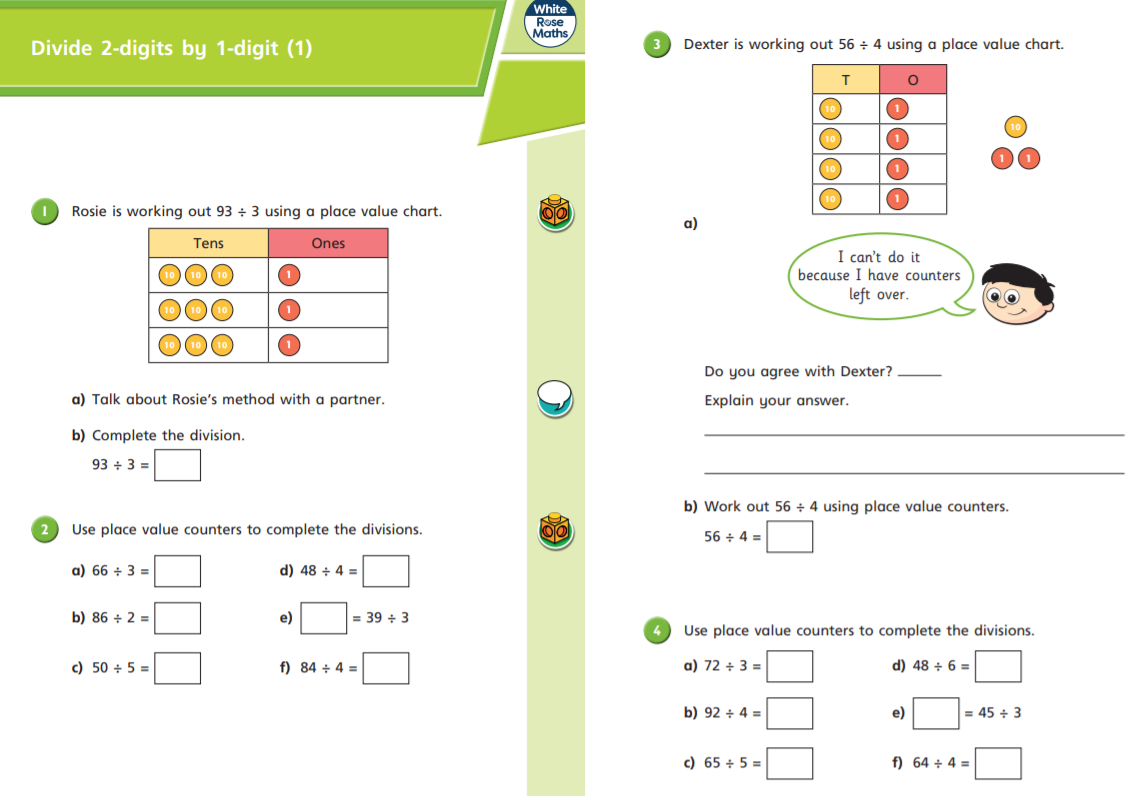 Divide 2-digits by 1-digit (1)
White
Rose
Maths
1 Rosie is working out 93 ÷ 3 using a place value chart.
Tens Ones
10 10 10 1
10 10 10 1
10 10 10 1
a) Talk about Rosie's method with a partner.
b) Complete the division.
93 ÷ 3 =
2 Use place value counters to complete the divisions.
a) 66 ÷ 3 = d) 48 ÷ 4 =
b) 86 ÷ 2 = e) = 39 ÷ 3
c) 50 ÷ 5 = f) 84 ÷ 4 =
3 Dexter is working out 56 ÷ 4 using a place value chart.
T O
10 1
10 1
10 1
10 1
10
1 1
a)
I can't do it
because I have counters
left over.
Do you agree with Dexter?
Explain your answer.
b) Work out 56 ÷ 4 using place value counters.
56 ÷ 4 =
4 Use place value counters to complete the divisions.
a) 72 ÷ 3 = d) 48 ÷ 6 =
b) 92 ÷ 4 = e) = 45 ÷ 3
c) 65 ÷ 5 = f) 64 ÷ 4 =